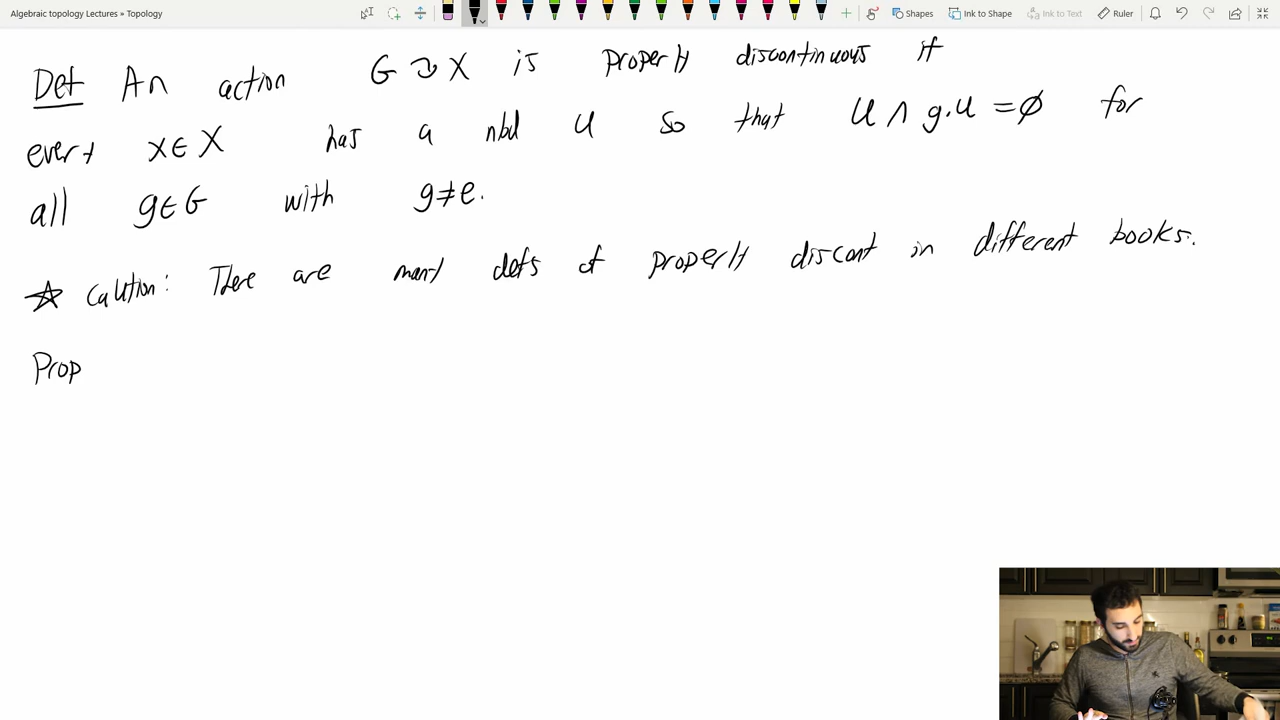 Algebraic topology Lectures » Topology
Shapes
Ink to Shape
Ink to Text
Ruler
Def An action G ↻ X is properly discontinuous if
every x ∈ X has a nbd U so that U ∩ g.U = ∅ for
all g ∈ G with g ≠ e.
☆ Caution: There are many defs of properly discont in different books.
Prop